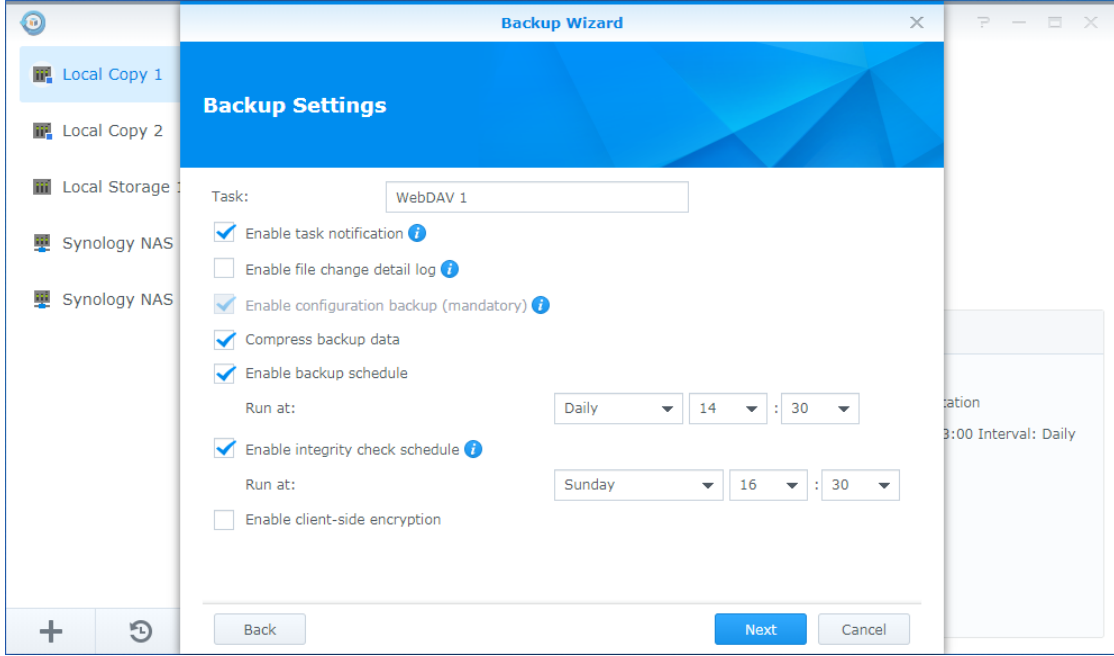 Backup Wizard
Local Copy 1
Local Copy 2
Local Storage
Synology NAS
Synology NAS
Backup Settings
Task: WebDAV 1
Enable task notification
Enable file change detail log
Enable configuration backup (mandatory)
Compress backup data
Enable backup schedule
Run at: Daily 14 : 30
Enable integrity check schedule
Run at: Sunday 16 : 30
Enable client-side encryption
Back Next Cancel
3:00 Interval: Daily